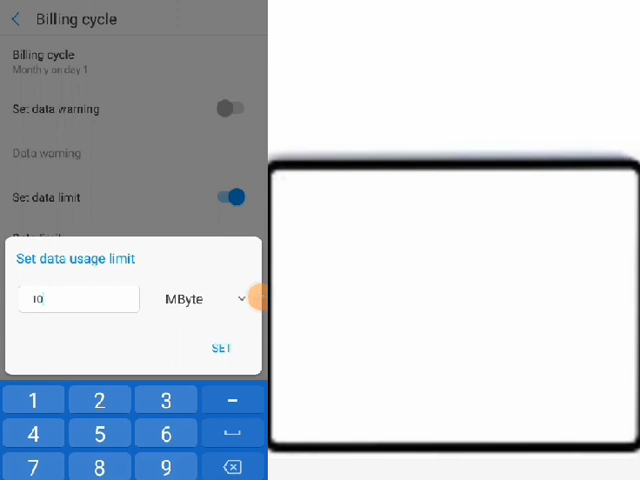 Billing cycle
Billing cycle
Monthly on day 1
Set data warning
Data warning
Set data limit
Set data usage limit
10
MByte
SET
1 2 3 -
4 5 6
7 8 9